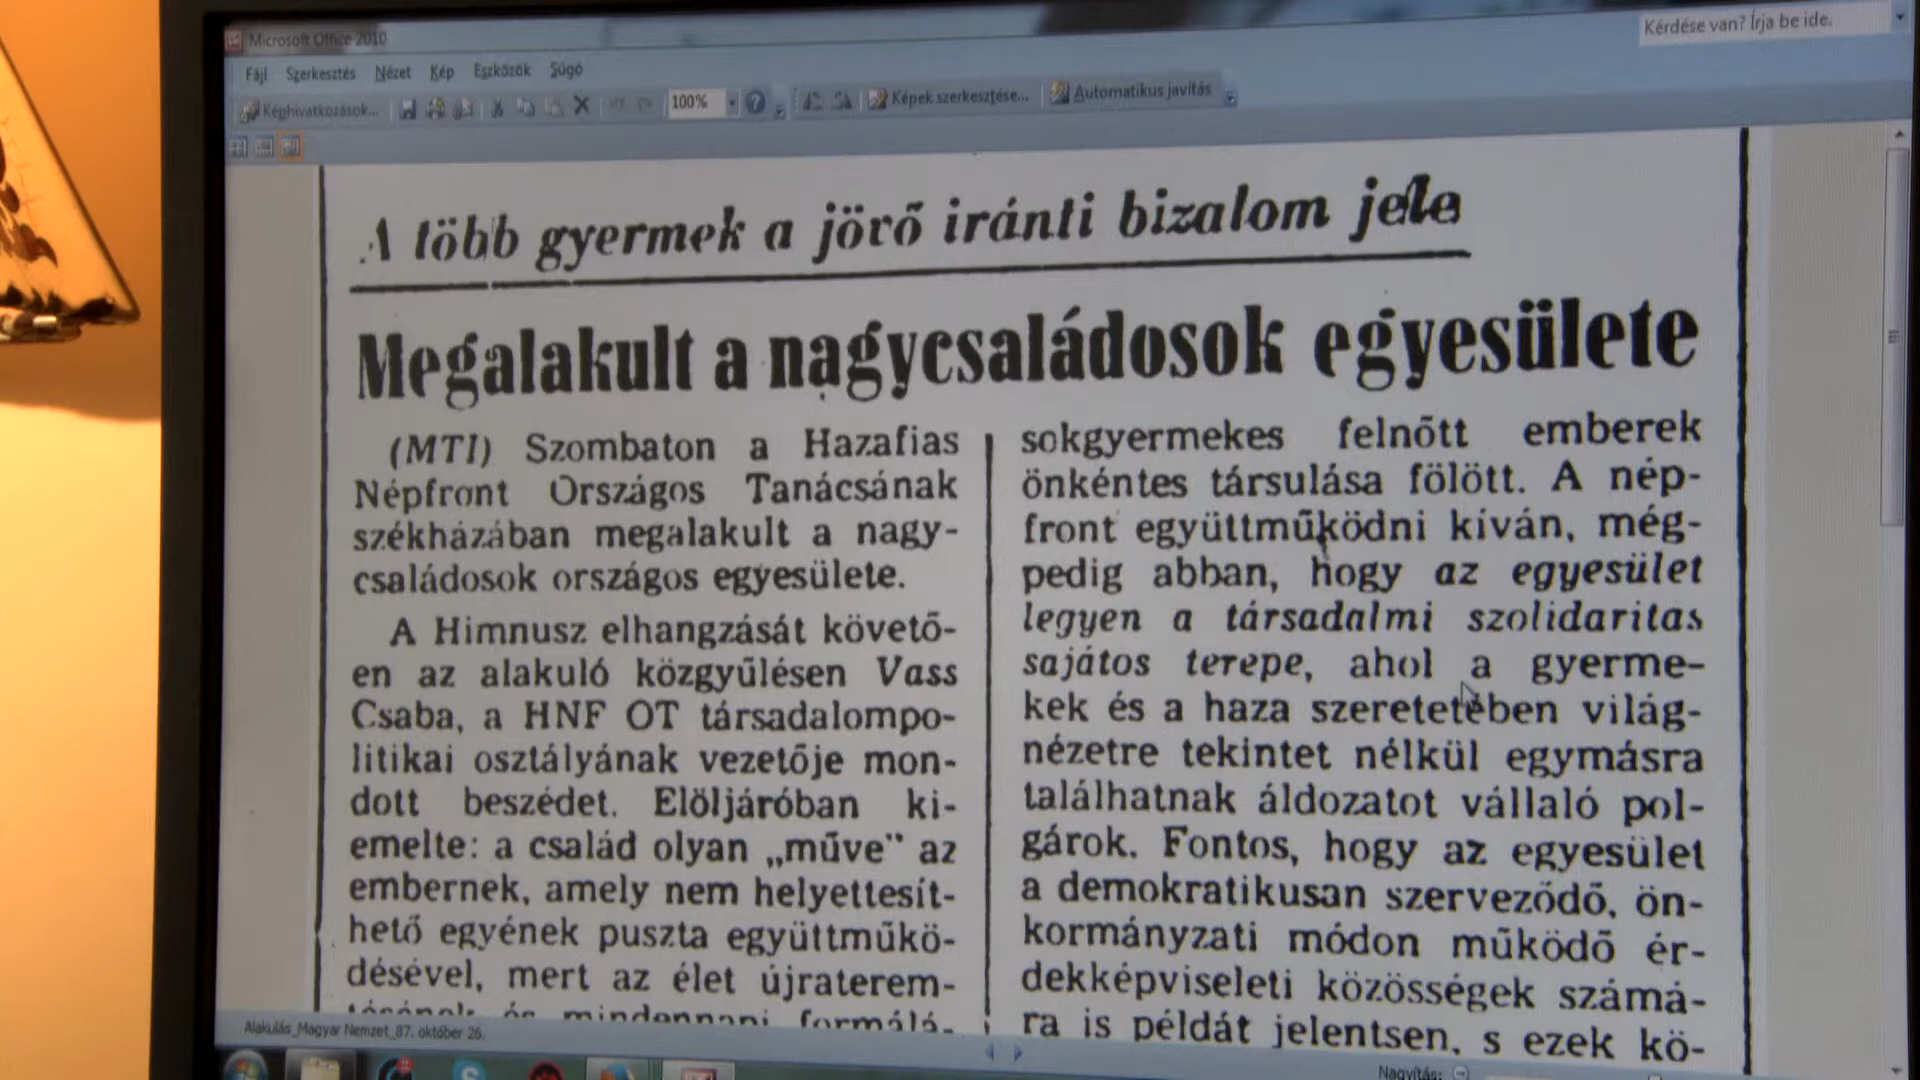 Microsoft Office 2010
Kérdése van? Írja be ide.
Fájl Szerkesztés Nézet Kép Eszközök Súgó
Képhivatkozások... 100% Képek szerkesztése... Automatikus javítás
A több gyermek a jövő iránti bizalom jele
Megalakult a nagycsaládosok egyesülete
(MTI) Szombaton a Hazafias
Népfront Országos Tanácsának
székházában megalakult a nagy-
családosok országos egyesülete.
A Himnusz elhangzását követő-
en az alakuló közgyűlésen Vass
Csaba, a HNF OT társadalompo-
litikai osztályának vezetője mon-
dott beszédet. Elöljáróban ki-
emelte: a család olyan „műve" az
embernek, amely nem helyettesít-
hető egyének puszta együttműkö-
désével, mert az élet újraterem-
tésének és mindennapi formálá-
sokgyermekes felnőtt emberek
önkéntes társulása fölött. A nép-
front együttműködni kíván, még-
pedig abban, hogy az egyesület
legyen a társadalmi szolidaritas
sajátos terepe, ahol a gyerme-
kek és a haza szeretetében világ-
nézetre tekintet nélkül egymásra
találhatnak áldozatot vállaló pol-
gárok. Fontos, hogy az egyesület
a demokratikusan szerveződő, ön-
kormányzati módon működő ér-
dekképviseleti közösségek számá-
ra is példát jelentsen, s ezek kö-
Alakulás_Magyar Nemzet_87. október 26.
Nagyítás: